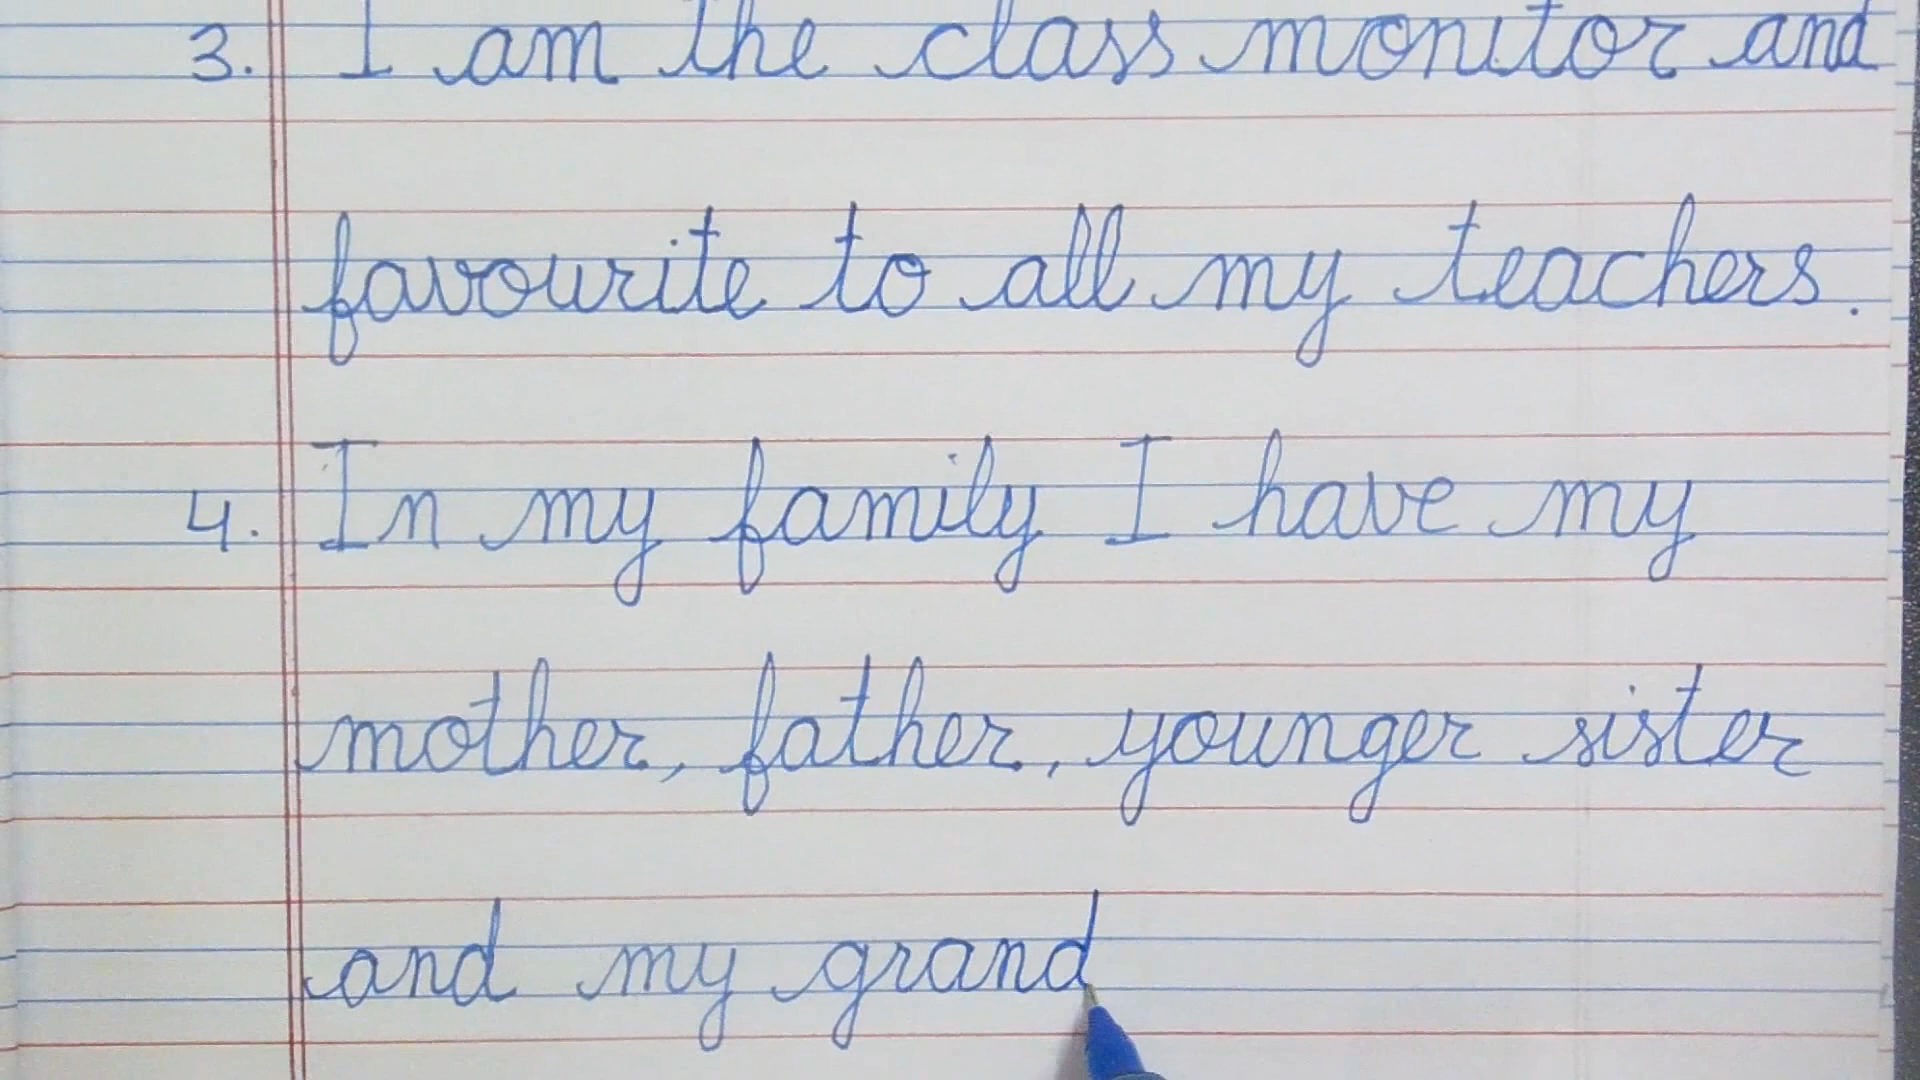 3. I am the class monitor and
favourite to all my teachers.
4. In my family I have my
mother, father, younger sister
and my grand